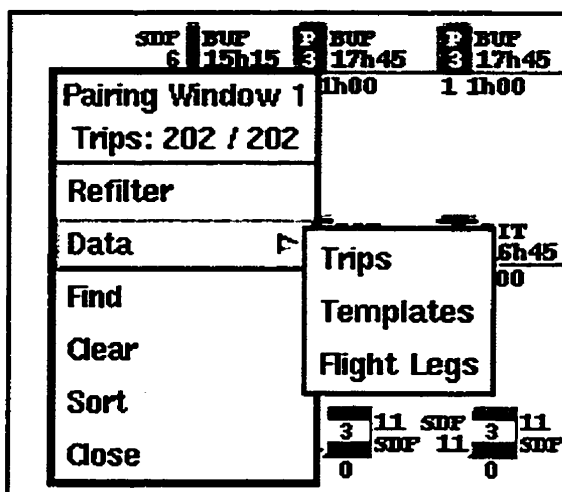 SDF BUF P BUF P BUF
6 15h15 3 17h45 3 17h45
1h00 1 1h00
Pairing Window 1
Trips: 202 / 202
Refilter
Data
Find
Clear
Sort
Close
Trips
Templates
Flight Legs
IT
6h45
00
3 11 SDF 3 11
SDF 11 SDF
0 0